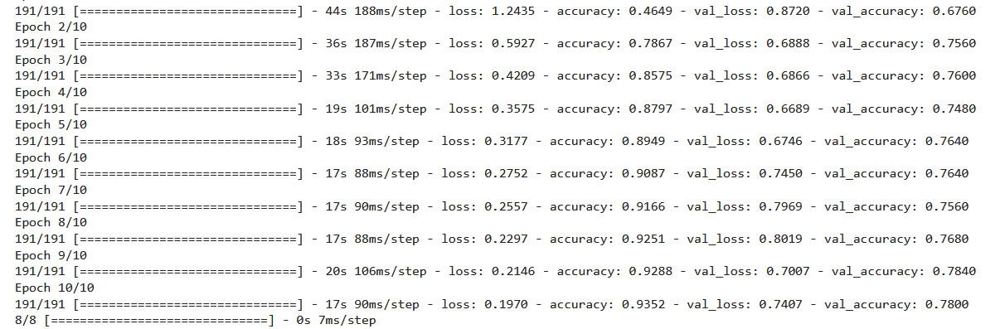 191/191 [==============================] - 44s 188ms/step - loss: 1.2435 - accuracy: 0.4649 - val_loss: 0.8720 - val_accuracy: 0.6760
Epoch 2/10
191/191 [==============================] - 36s 187ms/step - loss: 0.5927 - accuracy: 0.7867 - val_loss: 0.6888 - val_accuracy: 0.7560
Epoch 3/10
191/191 [==============================] - 33s 171ms/step - loss: 0.4209 - accuracy: 0.8575 - val_loss: 0.6866 - val_accuracy: 0.7600
Epoch 4/10
191/191 [==============================] - 19s 101ms/step - loss: 0.3575 - accuracy: 0.8797 - val_loss: 0.6689 - val_accuracy: 0.7480
Epoch 5/10
191/191 [==============================] - 18s 93ms/step - loss: 0.3177 - accuracy: 0.8949 - val_loss: 0.6746 - val_accuracy: 0.7640
Epoch 6/10
191/191 [==============================] - 17s 88ms/step - loss: 0.2752 - accuracy: 0.9087 - val_loss: 0.7450 - val_accuracy: 0.7640
Epoch 7/10
191/191 [==============================] - 17s 90ms/step - loss: 0.2557 - accuracy: 0.9166 - val_loss: 0.7969 - val_accuracy: 0.7560
Epoch 8/10
191/191 [==============================] - 17s 88ms/step - loss: 0.2297 - accuracy: 0.9251 - val_loss: 0.8019 - val_accuracy: 0.7680
Epoch 9/10
191/191 [==============================] - 20s 106ms/step - loss: 0.2146 - accuracy: 0.9288 - val_loss: 0.7007 - val_accuracy: 0.7840
Epoch 10/10
191/191 [==============================] - 17s 90ms/step - loss: 0.1970 - accuracy: 0.9352 - val_loss: 0.7407 - val_accuracy: 0.7800
8/8 [==============================] - 0s 7ms/step